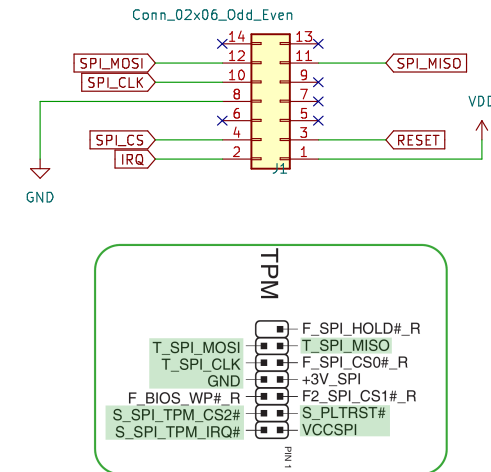 Conn_02x06_Odd_Even
14 13
SPI_MOSI 12 11 SPI_MISO
SPI_CLK 10 9
8 7 VDD
6 5
SPI_CS 4 3 RESET
IRQ 2 1
J1
GND
TPM
F_SPI_HOLD#_R
T_SPI_MOSI T_SPI_MISO
T_SPI_CLK F_SPI_CS0#_R
GND +3V_SPI
F_BIOS_WP#_R F2_SPI_CS1#_R
S_SPI_TPM_CS2# S_PLTRST#
S_SPI_TPM_IRQ# VCCSPI
PIN 1